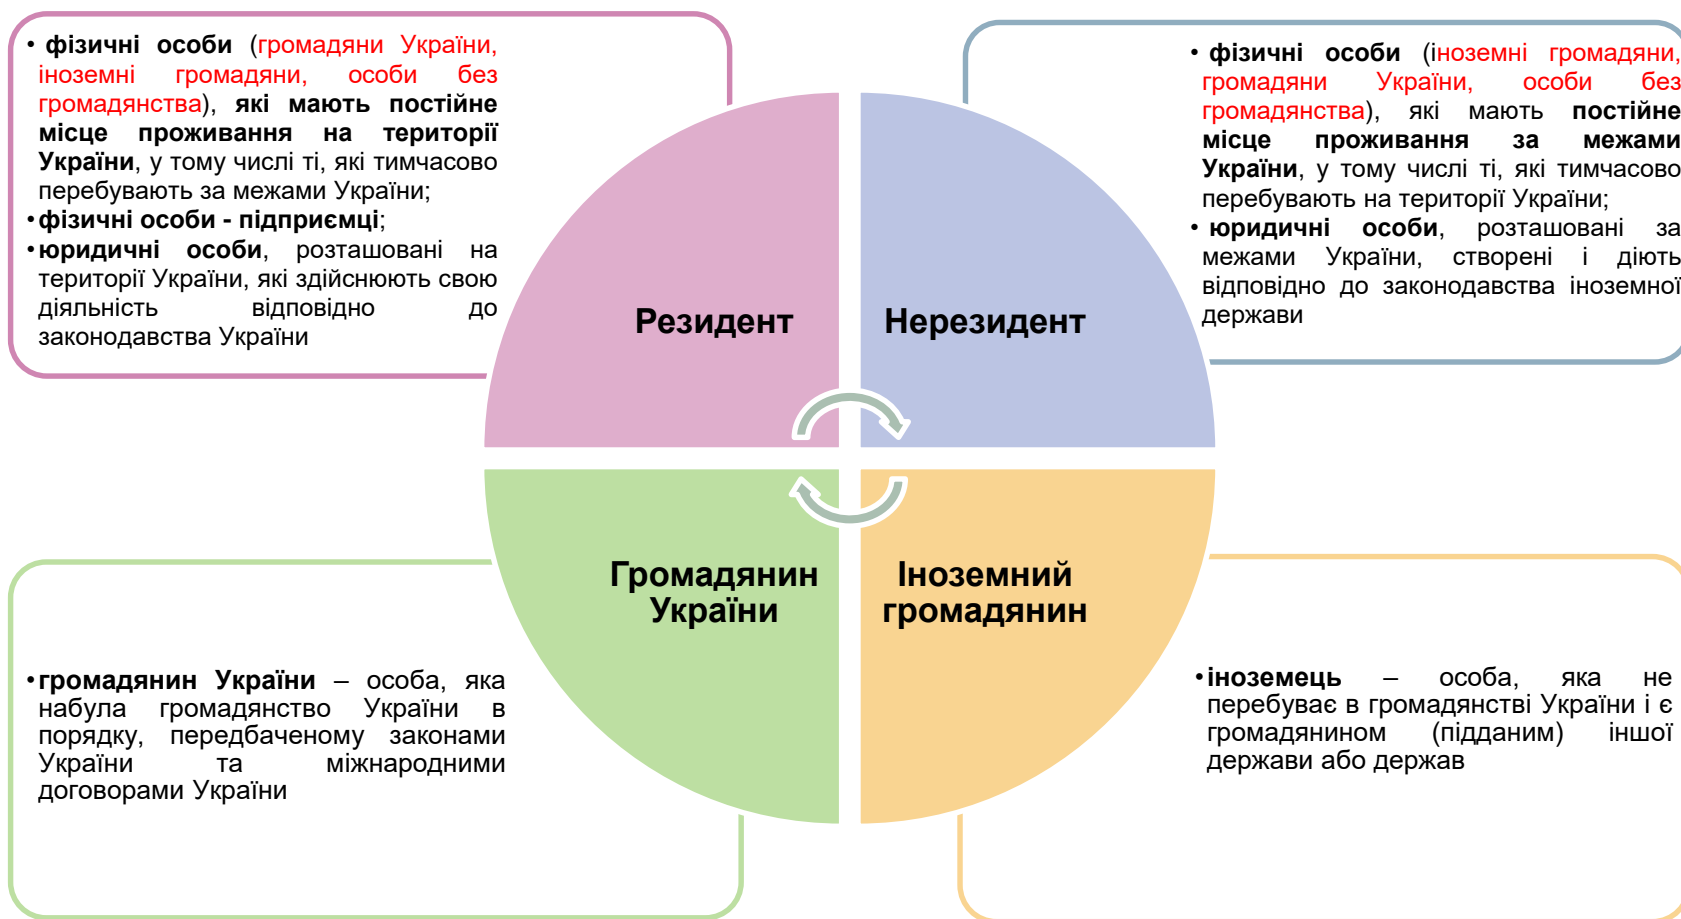 • фізичні особи (громадяни України,
іноземні громадяни, особи без
громадянства), які мають постійне
місце проживання на території
України, у тому числі ті, які тимчасово
перебувають за межами України;
• фізичні особи - підприємці;
• юридичні особи, розташовані на
території України, які здійснюють свою
діяльність відповідно до
законодавства України
• фізичні особи (іноземні громадяни,
громадяни України, особи без
громадянства), які мають постійне
місце проживання за межами
України, у тому числі ті, які тимчасово
перебувають на території України;
• юридичні особи, розташовані за
межами України, створені і діють
відповідно до законодавства іноземної
держави
Резидент
Нерезидент
Громадянин
України
Іноземний
громадянин
• громадянин України – особа, яка
набула громадянство України в
порядку, передбаченому законами
України та міжнародними
договорами України
• іноземець – особа, яка не
перебуває в громадянстві України і є
громадянином (підданим) іншої
держави або держав